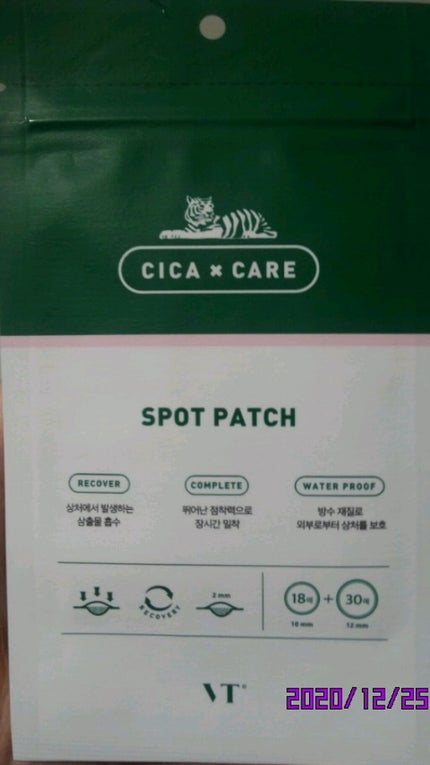 CICA × CARE
SPOT PATCH
RECOVER
상처에서 발생하는
삼출물 흡수
COMPLETE
뛰어난 점착력으로
장시간 밀착
WATER PROOF
방수 재질로
외부로부터 상처를 보호
RECOVERY
2 mm
18매 + 30매
10 mm
12 mm
VT®
2020/12/25